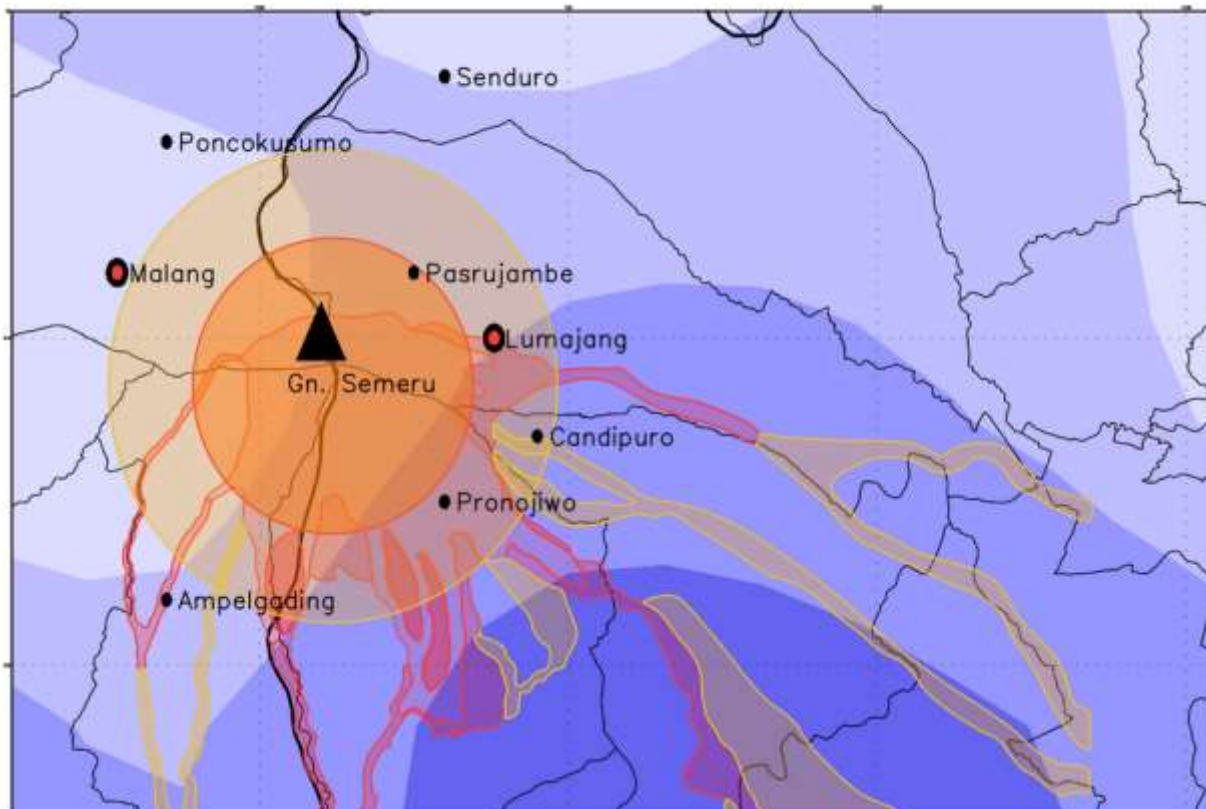 Senduro
Poncokusumo
Malang
Pasrujambe
Lumajang
Gn. Semeru
Candipuro
Pronojiwo
Ampelgading